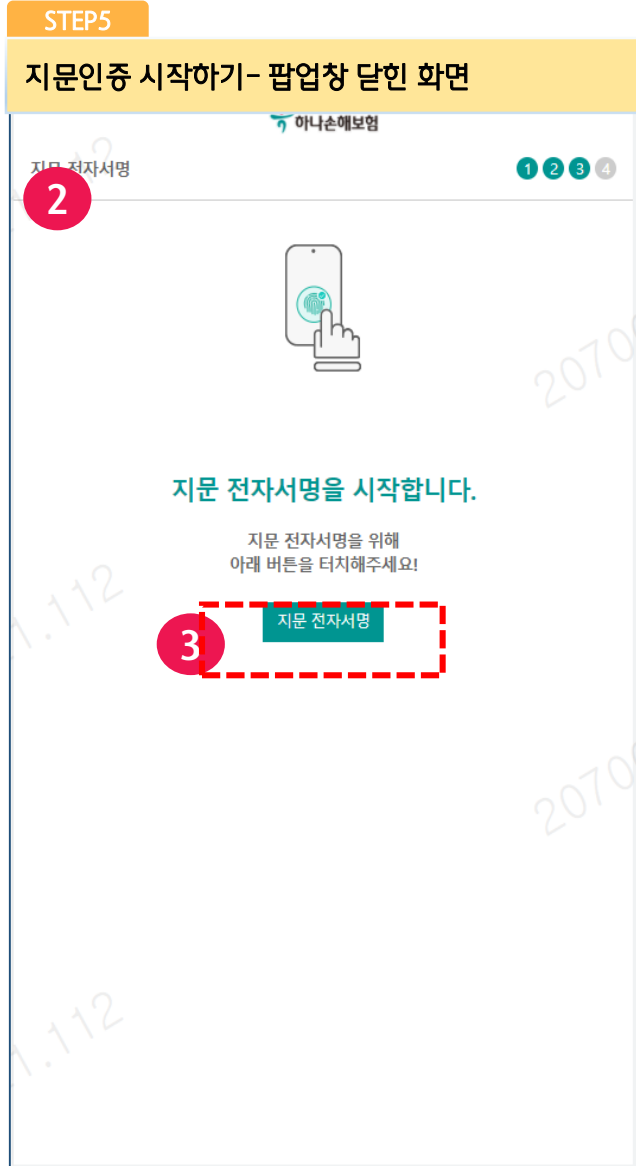 STEP5
지문인증 시작하기- 팝업창 닫힌 화면
하나손해보험
지문 전자서명
1 2 3 4
2
지문 전자서명을 시작합니다.
지문 전자서명을 위해
아래 버튼을 터치해주세요!
지문 전자서명
3